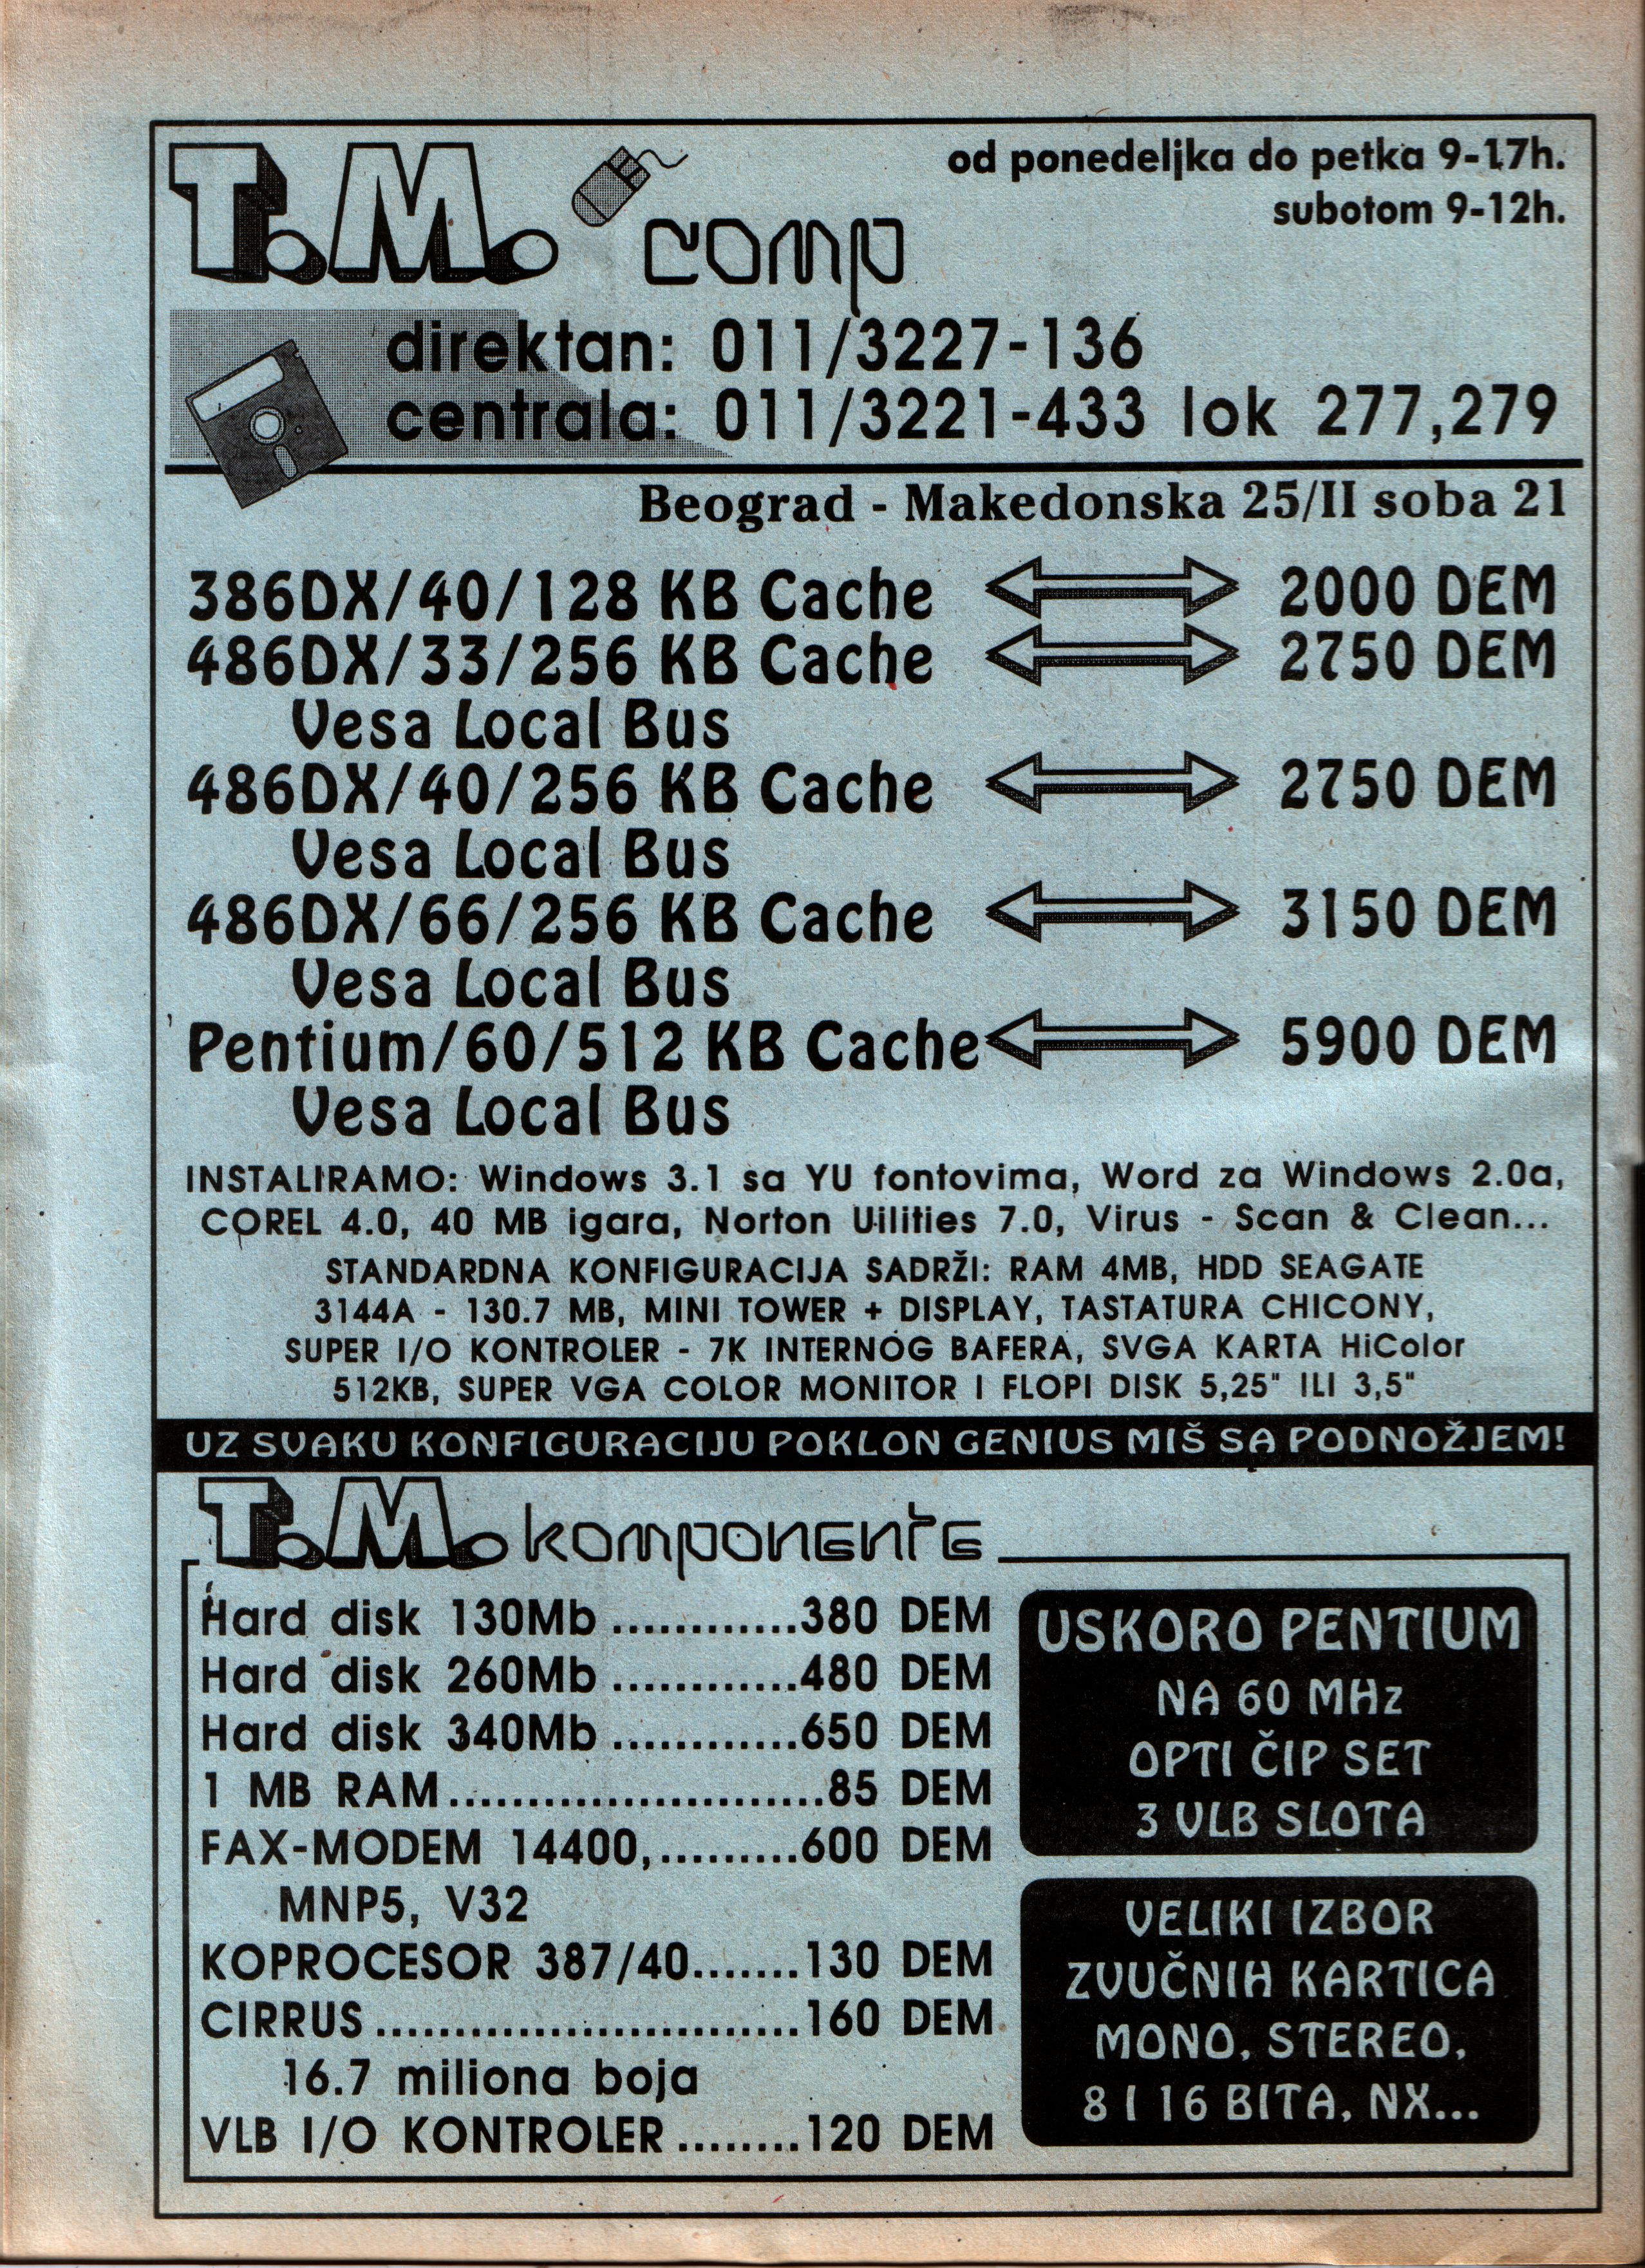 T.M. comp
od ponedeljka do petka 9-17h.
subotom 9-12h.
direktan: 011/3227-136
centrala: 011/3221-433 lok 277,279
Beograd - Makedonska 25/II soba 21
386DX/40/128 KB Cache 2000 DEM
486DX/33/256 KB Cache 2750 DEM
Vesa Local Bus
486DX/40/256 KB Cache 2750 DEM
Vesa Local Bus
486DX/66/256 KB Cache 3150 DEM
Vesa Local Bus
Pentium/60/512 KB Cache 5900 DEM
Vesa Local Bus
INSTALIRAMO: Windows 3.1 sa YU fontovima, Word za Windows 2.0a,
COREL 4.0, 40 MB igara, Norton Uilities 7.0, Virus - Scan & Clean...
STANDARDNA KONFIGURACIJA SADRŽI: RAM 4MB, HDD SEAGATE
3144A - 130.7 MB, MINI TOWER + DISPLAY, TASTATURA CHICONY,
SUPER I/O KONTROLER - 7K INTERNOG BAFERA, SVGA KARTA HiColor
512KB, SUPER VGA COLOR MONITOR I FLOPI DISK 5,25" ILI 3,5"
UZ SVAKU KONFIGURACIJU POKLON GENIUS MIŠ SA PODNOŽJEM!
T.M. komponente
Hard disk 130Mb ............380 DEM
Hard disk 260Mb ............480 DEM
Hard disk 340Mb ............650 DEM
1 MB RAM........................85 DEM
FAX-MODEM 14400,.........600 DEM
MNP5, V32
KOPROCESOR 387/40.......130 DEM
CIRRUS...........................160 DEM
16.7 miliona boja
VLB I/O KONTROLER ........120 DEM
USKORO PENTIUM
NA 60 MHz
OPTI ČIP SET
3 VLB SLOTA
VELIKI IZBOR
ZVUČNIH KARTICA
MONO, STEREO,
8 I 16 BITA, NX...